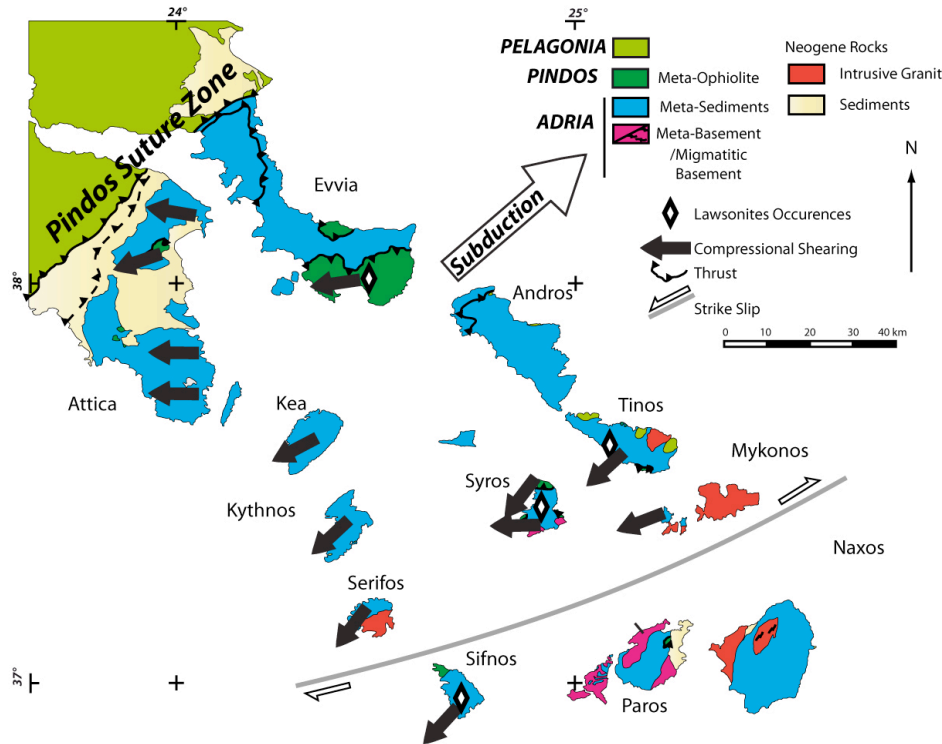 24°
25°
PELAGONIA
Neogene Rocks
PINDOS
Meta-Ophiolite
Intrusive Granit
Meta-Sediments
Sediments
ADRIA
Meta-Basement
/Migmatitic
Basement
N
Pindos Suture Zone
Evvia
Subduction
Lawsonites Occurences
Compressional Shearing
Thrust
Strike Slip
38°
Andros
0 10 20 30 40 km
Attica
Kea
Tinos
Mykonos
Syros
Kythnos
Naxos
Serifos
37°
Sifnos
Paros